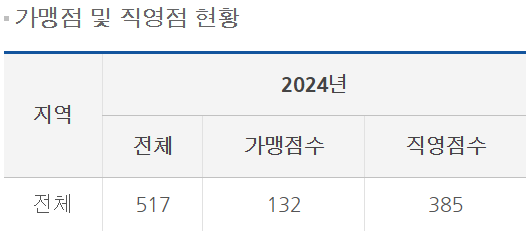 가맹점 및 직영점 현황
지역 2024년
전체 가맹점수 직영점수
전체 517 132 385